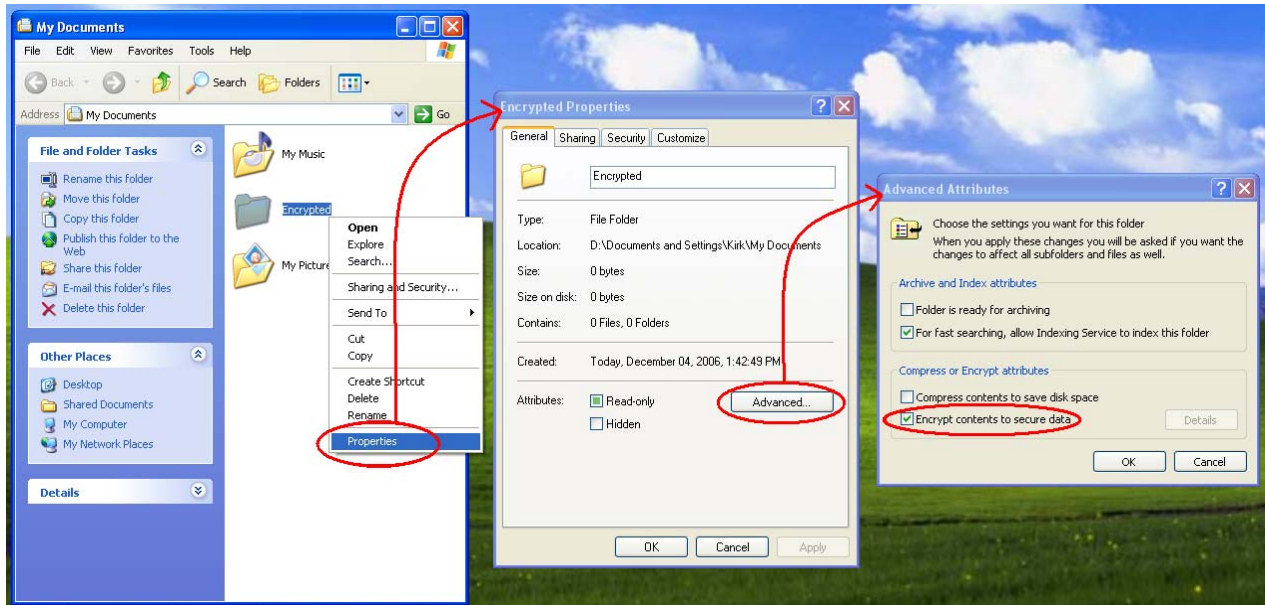 My Documents
File Edit View Favorites Tools Help
Back Search Folders
Address My Documents Go
File and Folder Tasks
Rename this folder
Move this folder
Copy this folder
Publish this folder to the
Web
Share this folder
E-mail this folder's files
Delete this folder
Other Places
Desktop
Shared Documents
My Computer
My Network Places
Details
My Music
Encrypted
My Picture
Open
Explore
Search...
Sharing and Security...
Send To
Cut
Copy
Create Shortcut
Delete
Rename
Properties
Encrypted Properties
General Sharing Security Customize
Encrypted
Type: File Folder
Location: D:\Documents and Settings\Kirk\My Documents
Size: 0 bytes
Size on disk: 0 bytes
Contains: 0 Files, 0 Folders
Created: Today, December 04, 2006, 1:42:49 PM
Attributes: Read-only Advanced...
Hidden
OK Cancel Apply
Advanced Attributes
Choose the settings you want for this folder
When you apply these changes you will be asked if you want the
changes to affect all subfolders and files as well.
Archive and Index attributes
Folder is ready for archiving
For fast searching, allow Indexing Service to index this folder
Compress or Encrypt attributes
Compress contents to save disk space
Encrypt contents to secure data Details
OK Cancel